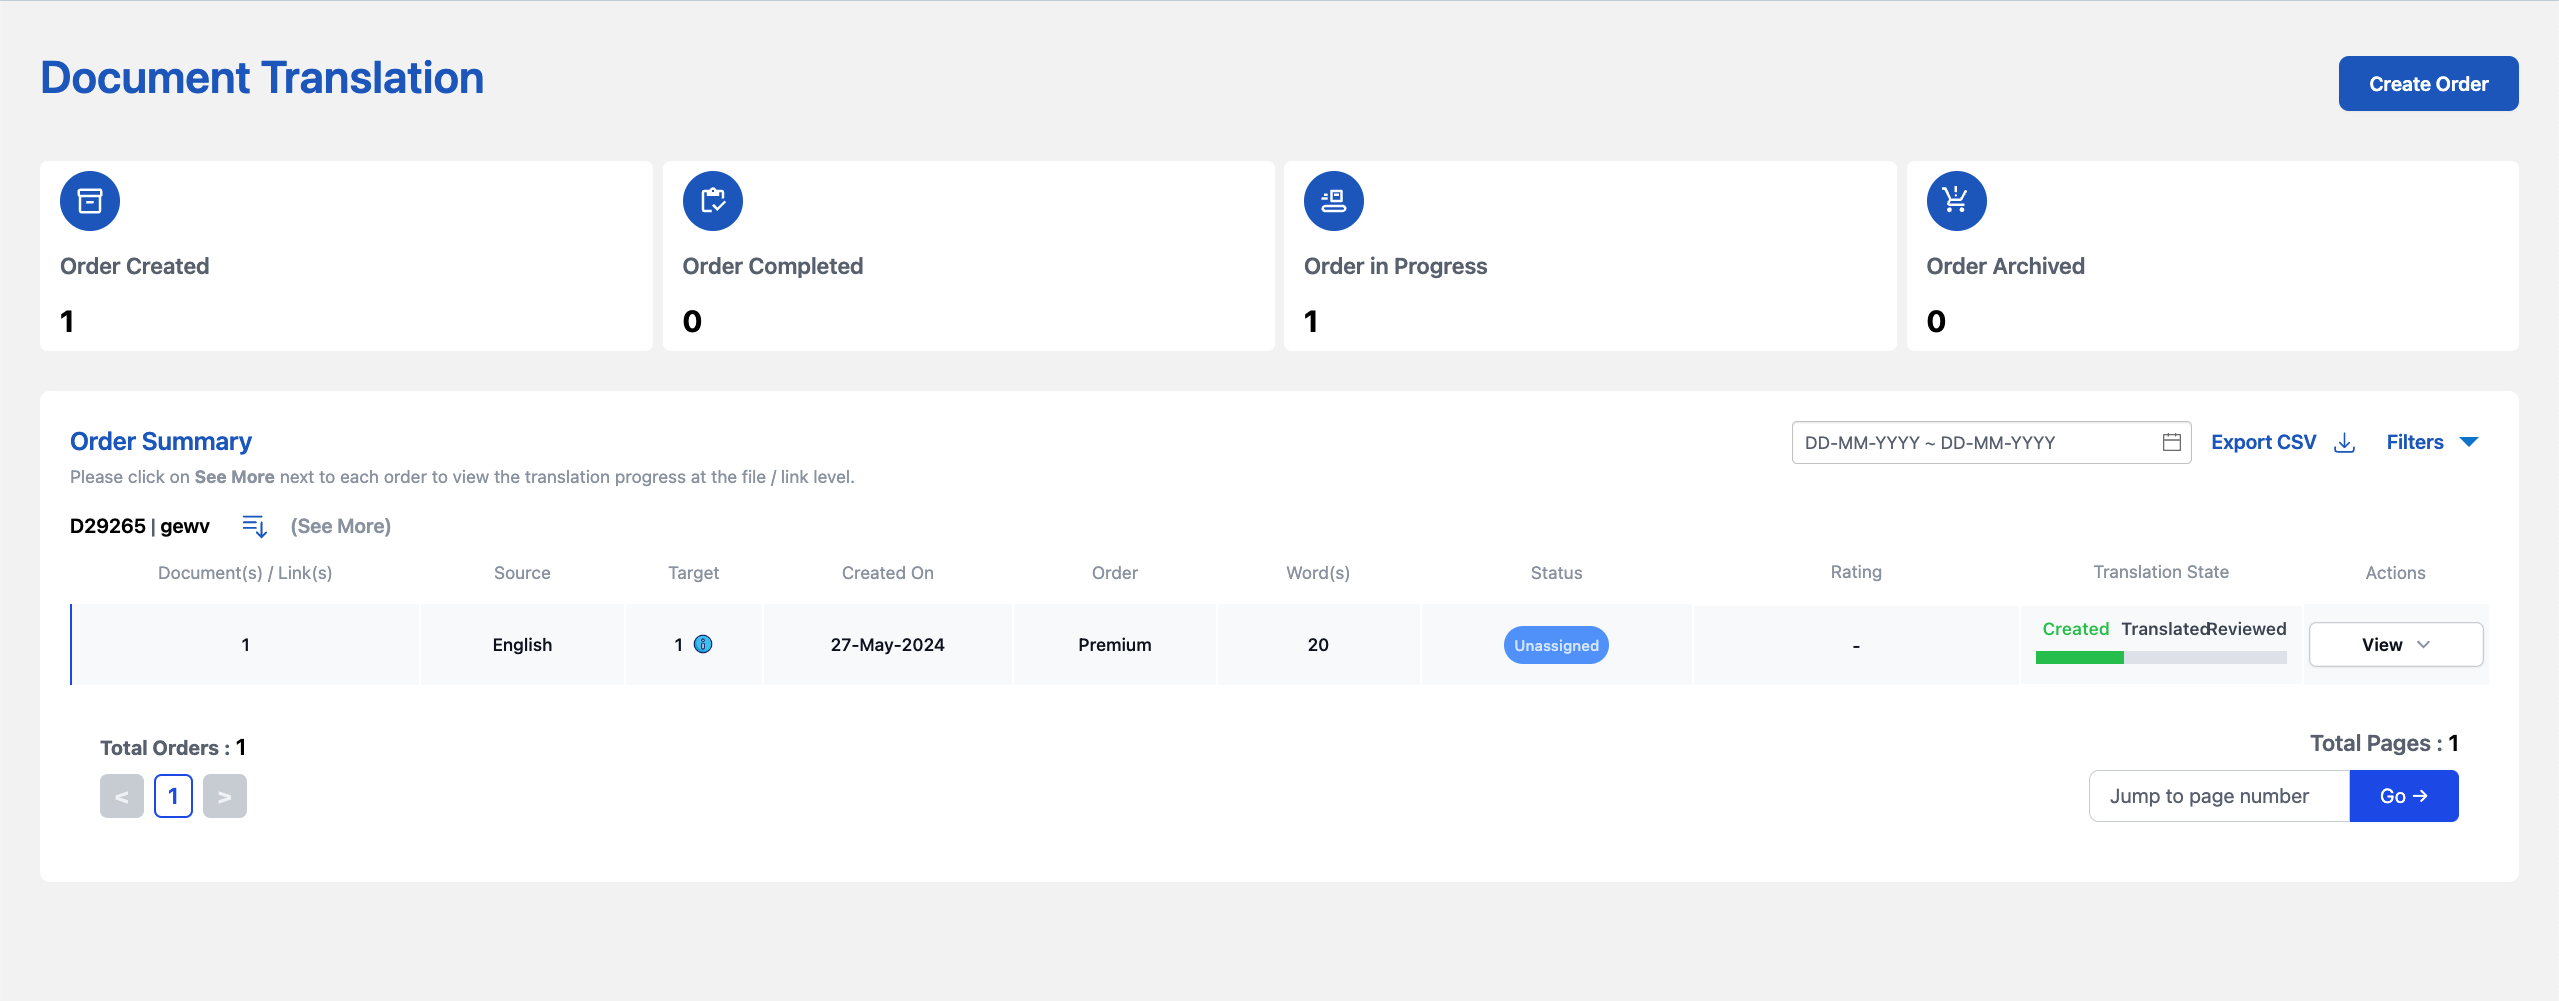 Document Translation
Create Order
Order Created
1
Order Completed
0
Order in Progress
1
Order Archived
0
Order Summary
DD-MM-YYYY ~ DD-MM-YYYY
Export CSV
Filters
Please click on See More next to each order to view the translation progress at the file / link level.
D29265 | gewv (See More)
Document(s) / Link(s) Source Target Created On Order Word(s) Status Rating Translation State Actions
1 English 1 27-May-2024 Premium 20 Unassigned - Created Translated Reviewed View
Total Orders : 1
Total Pages : 1
< 1 >
Jump to page number Go →